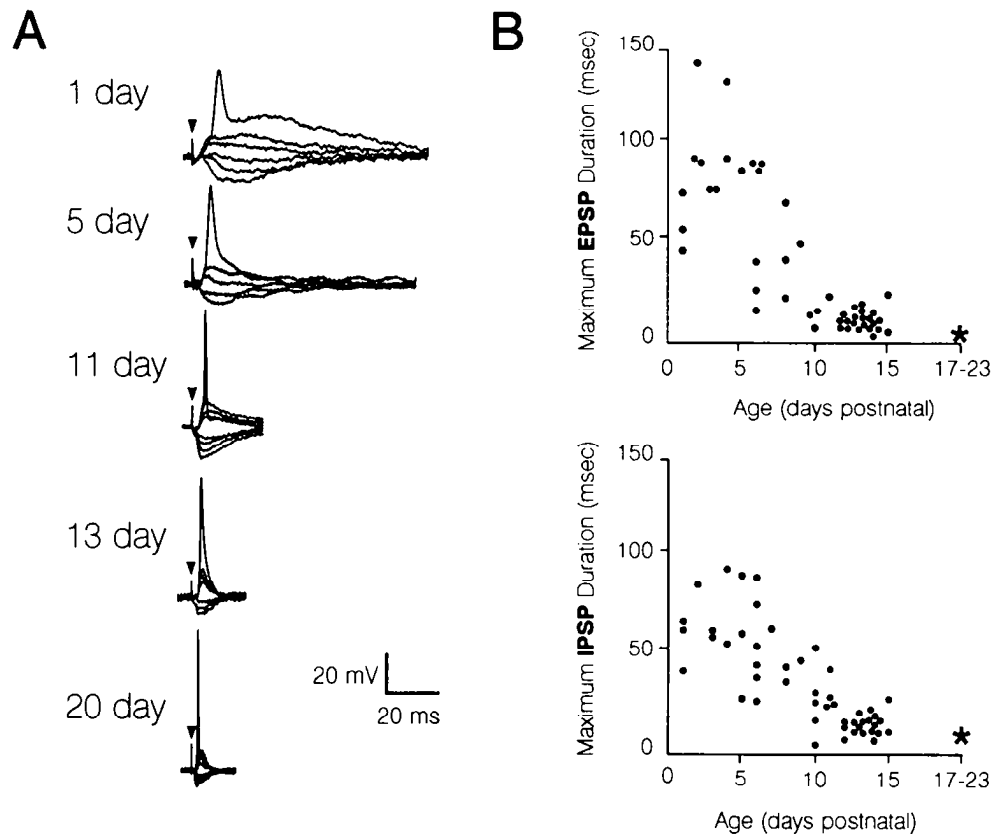 A
1 day
5 day
11 day
13 day
20 day
20 mV
20 ms
B
Maximum EPSP Duration (msec)
150
100
50
0
0 5 10 15 17-23
Age (days postnatal)
Maximum IPSP Duration (msec)
150
100
50
0
0 5 10 15 17-23
Age (days postnatal)